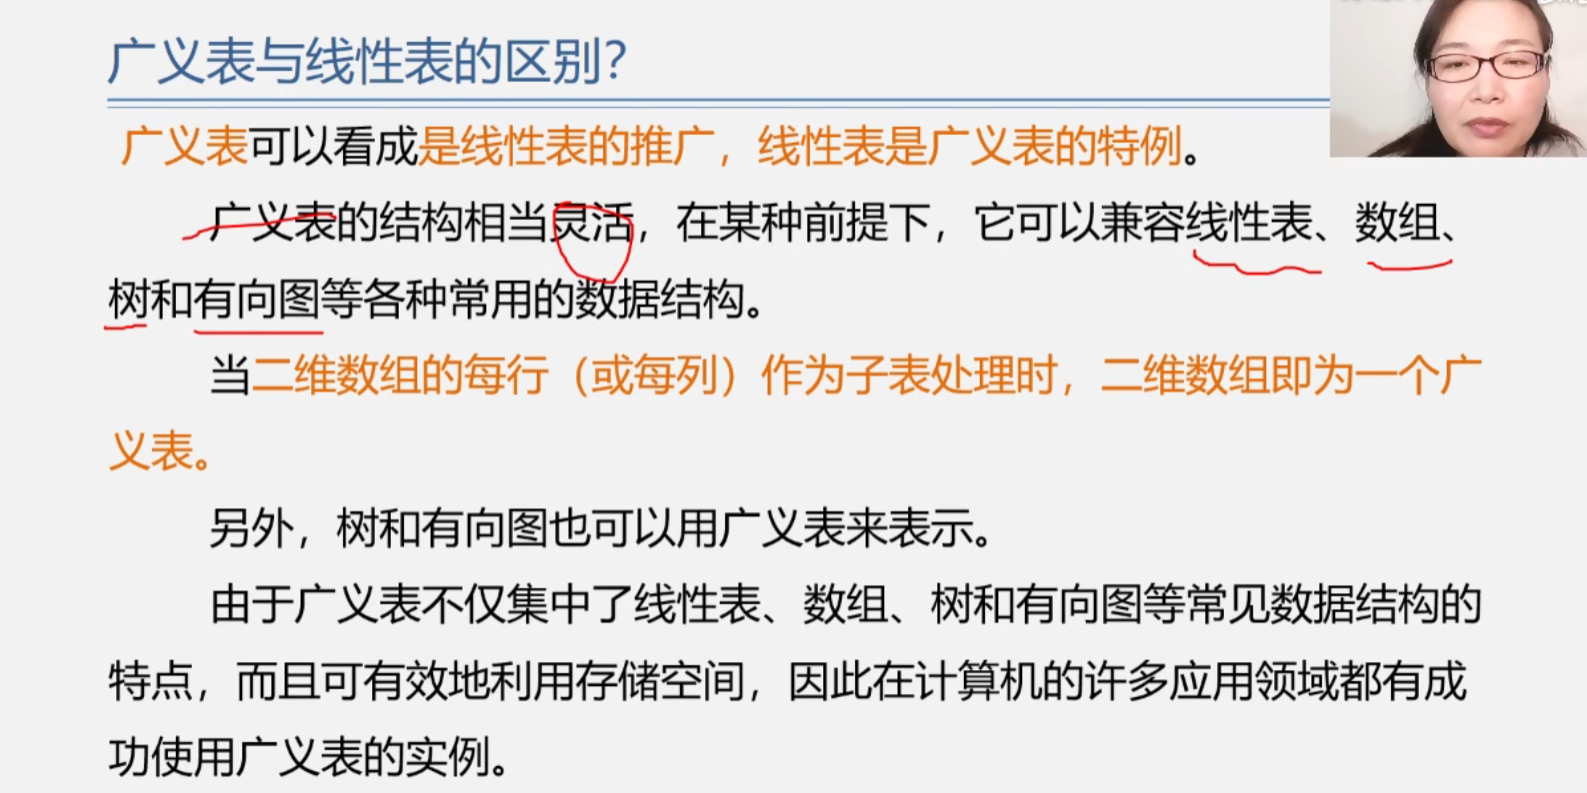 广义表与线性表的区别？
广义表可以看成是线性表的推广，线性表是广义表的特例。
广义表的结构相当灵活，在某种前提下，它可以兼容线性表、数组、
树和有向图等各种常用的数据结构。
当二维数组的每行（或每列）作为子表处理时，二维数组即为一个广
义表。
另外，树和有向图也可以用广义表来表示。
由于广义表不仅集中了线性表、数组、树和有向图等常见数据结构的
特点，而且可有效地利用存储空间，因此在计算机的许多应用领域都有成
功使用广义表的实例。